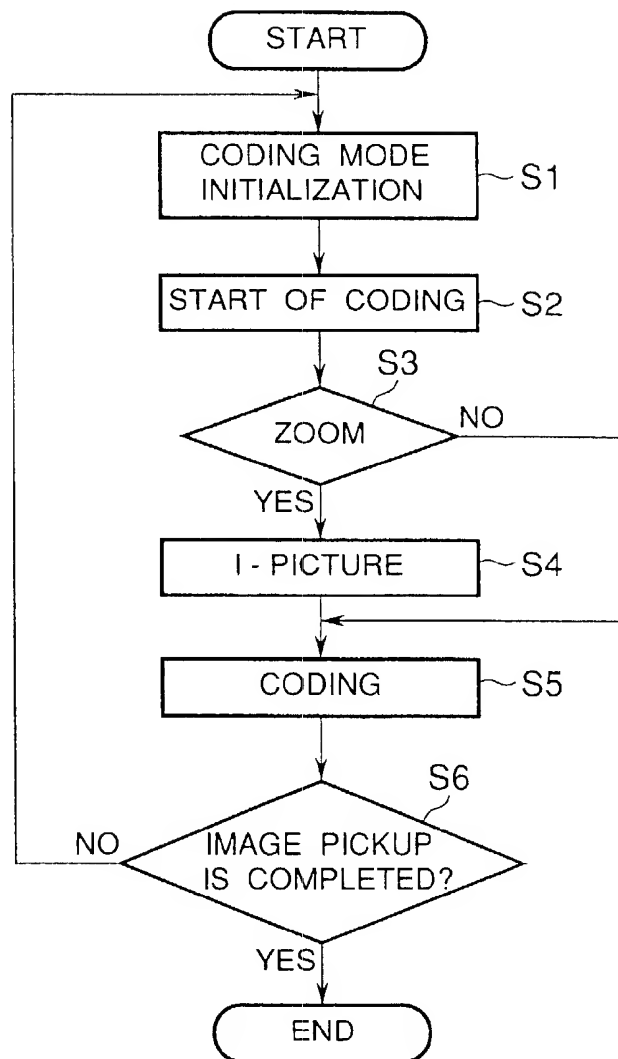 START
CODING MODE
INITIALIZATION
S1
START OF CODING
S2
S3
ZOOM
NO
YES
I - PICTURE
S4
CODING
S5
S6
NO
IMAGE PICKUP
IS COMPLETED?
YES
END